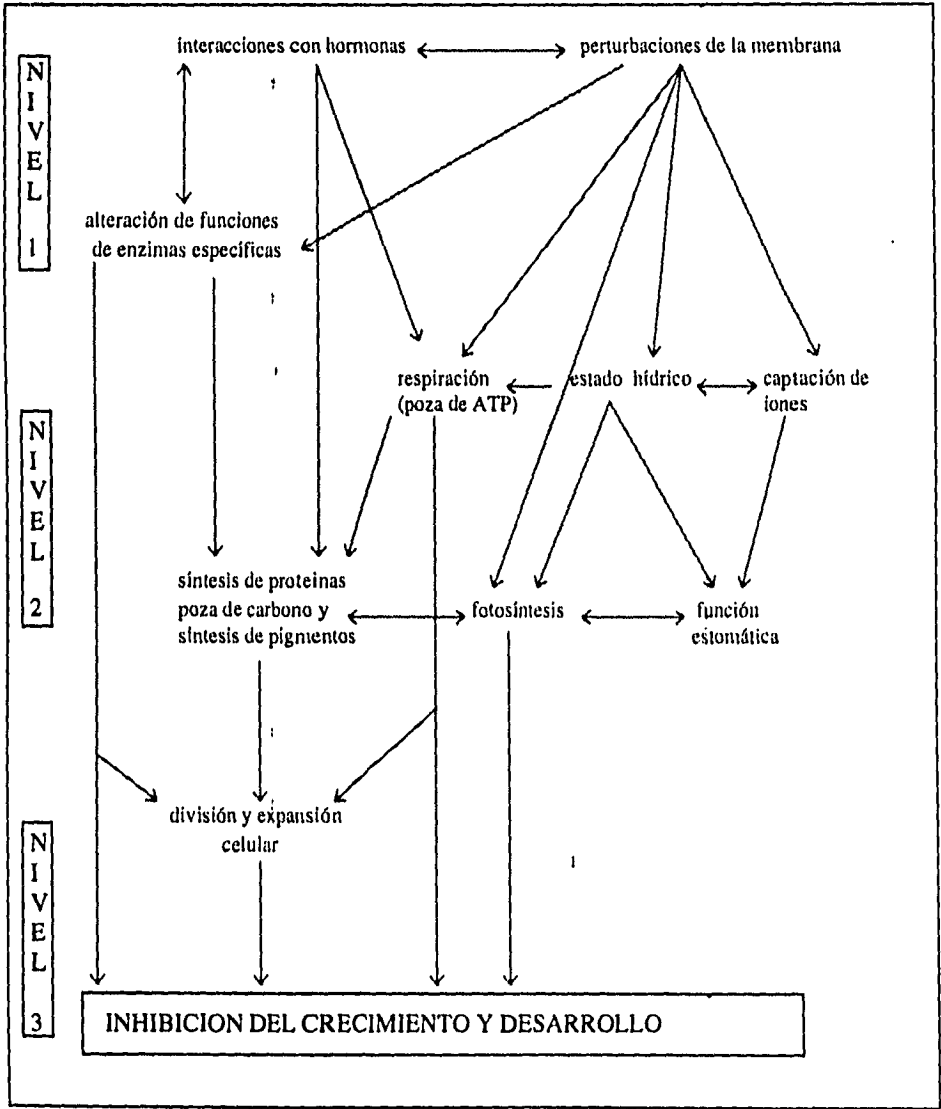 interacciones con hormonas
perturbaciones de la membrana
NIVEL 1
alteración de funciones
de enzimas específicas
respiración
(poza de ATP)
estado hídrico
captación de
iones
NIVEL 2
síntesis de proteinas
poza de carbono y
síntesis de pigmentos
fotosíntesis
función
estomática
división y expansión
celular
NIVEL 3
INHIBICION DEL CRECIMIENTO Y DESARROLLO